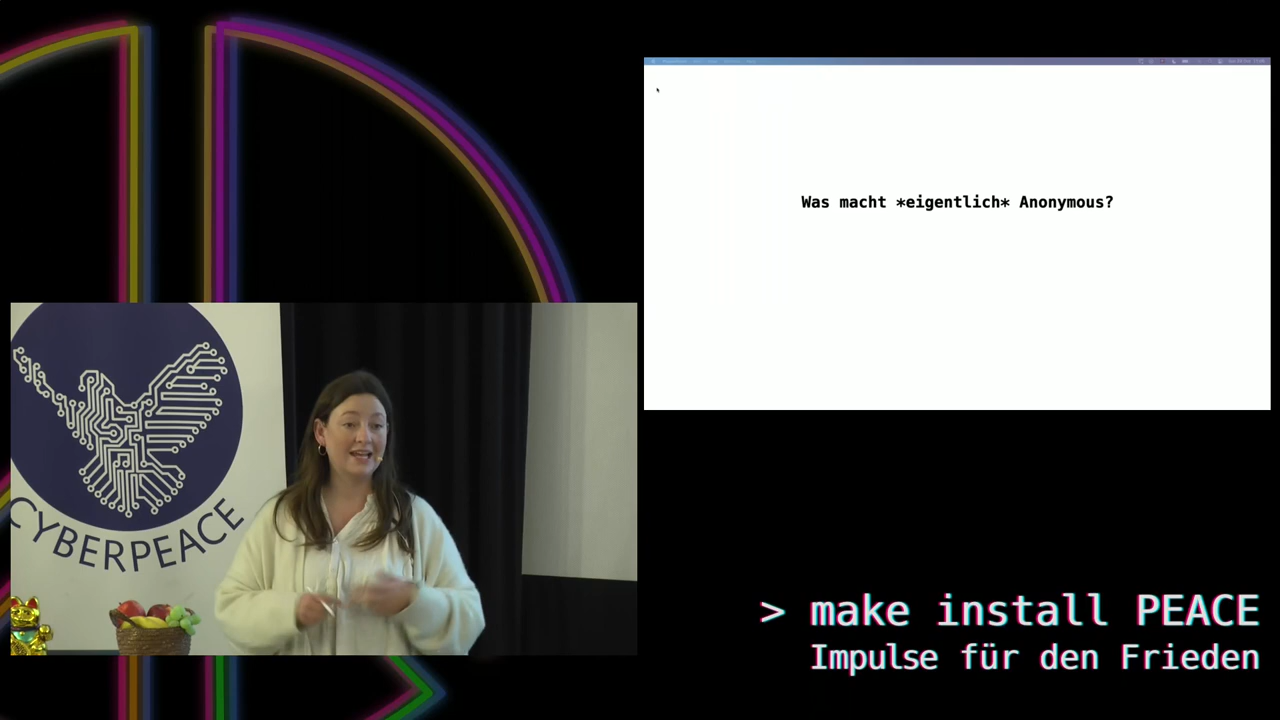 Was macht *eigentlich* Anonymous?
CYBERPEACE
> make install PEACE
Impulse für den Frieden